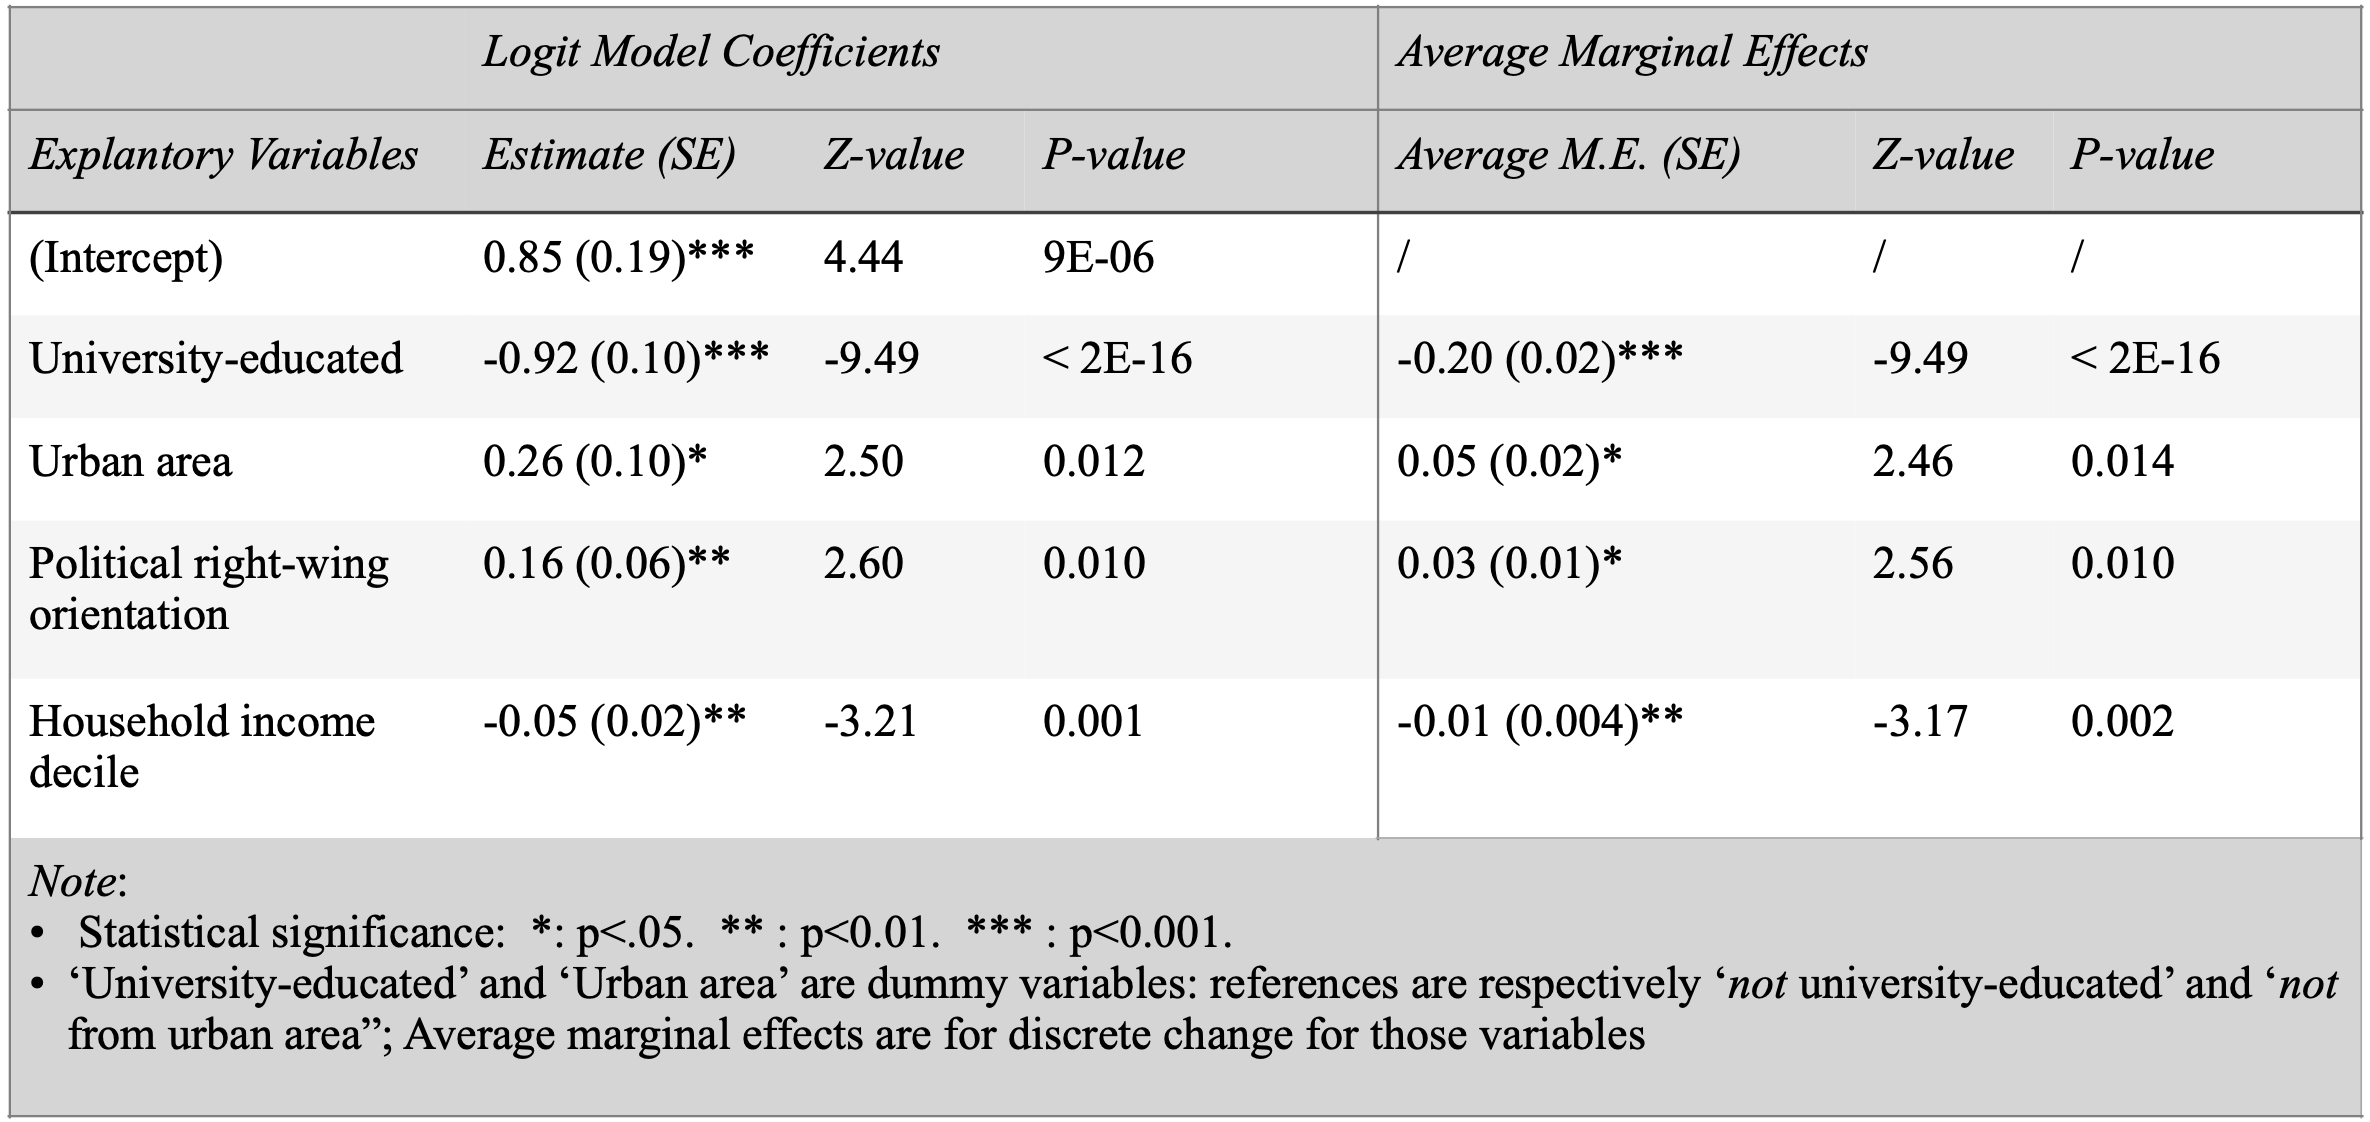 Logit Model Coefficients Average Marginal Effects
Explantory Variables Estimate (SE) Z-value P-value Average M.E. (SE) Z-value P-value
(Intercept) 0.85 (0.19)*** 4.44 9E-06 / / /
University-educated -0.92 (0.10)*** -9.49 < 2E-16 -0.20 (0.02)*** -9.49 < 2E-16
Urban area 0.26 (0.10)* 2.50 0.012 0.05 (0.02)* 2.46 0.014
Political right-wing 0.16 (0.06)** 2.60 0.010 0.03 (0.01)* 2.56 0.010
orientation
Household income -0.05 (0.02)** -3.21 0.001 -0.01 (0.004)** -3.17 0.002
decile
Note:
• Statistical significance: *: p<.05. ** : p<0.01. *** : p<0.001.
• ‘University-educated’ and ‘Urban area’ are dummy variables: references are respectively ‘not university-educated’ and ‘not
from urban area”; Average marginal effects are for discrete change for those variables